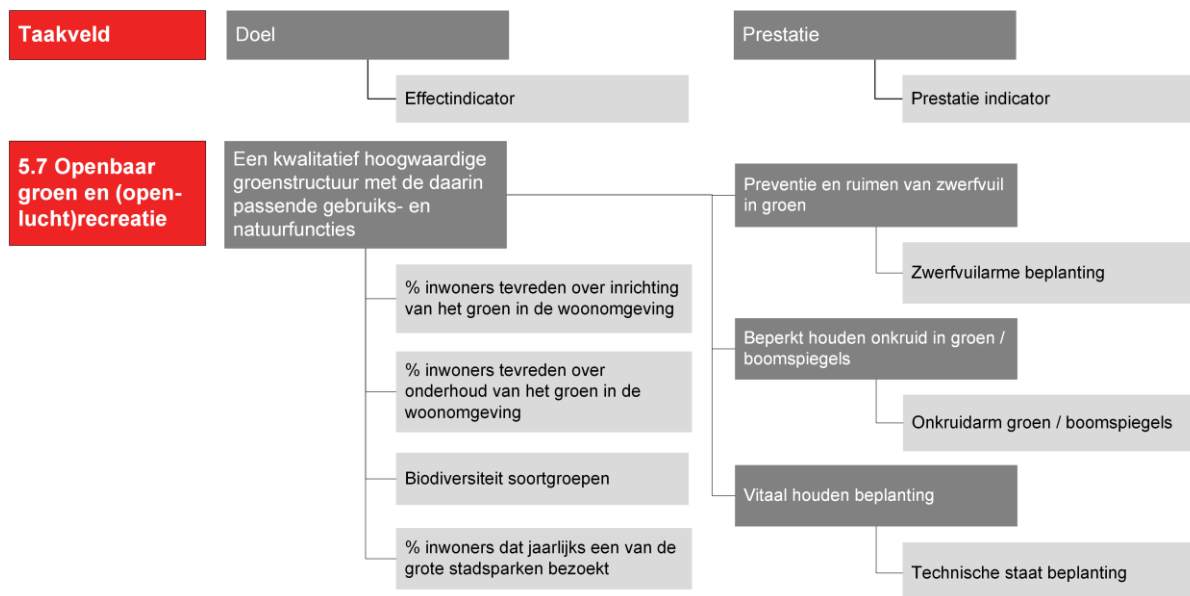 Taakveld
Doel
Prestatie
Effectindicator
Prestatie indicator
5.7 Openbaar
groen en (open-
lucht)recreatie
Een kwalitatief hoogwaardige
groenstructuur met de daarin
passende gebruiks- en
natuurfuncties
% inwoners tevreden over inrichting
van het groen in de woonomgeving
% inwoners tevreden over
onderhoud van het groen in de
woonomgeving
Biodiversiteit soortgroepen
% inwoners dat jaarlijks een van de
grote stadsparken bezoekt
Preventie en ruimen van zwerfvuil
in groen
Zwerfvuilarme beplanting
Beperkt houden onkruid in groen /
boomspiegels
Onkruidarm groen / boomspiegels
Vitaal houden beplanting
Technische staat beplanting